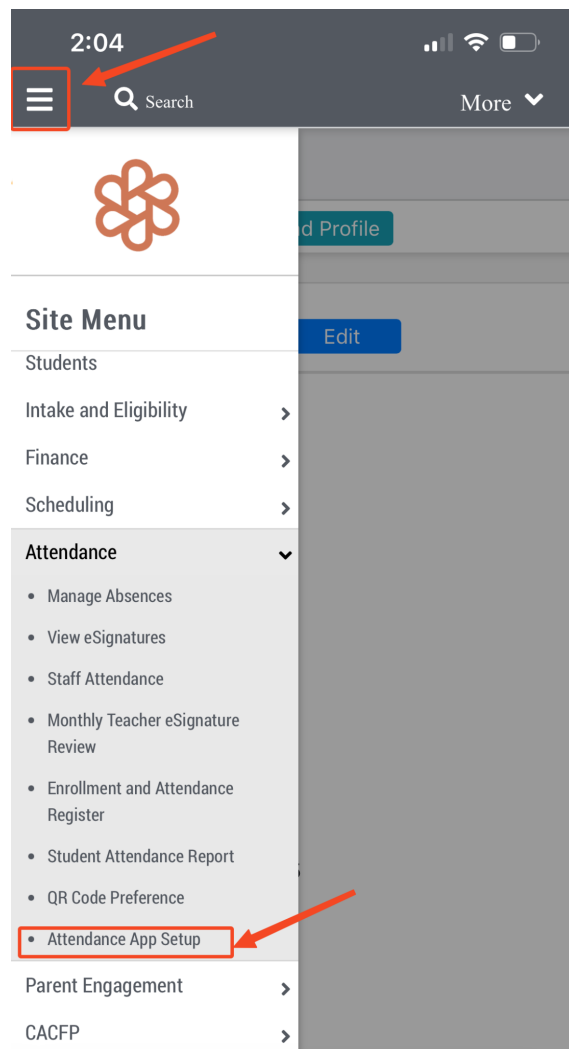 2:04
Search
More
d Profile
Site Menu
Edit
Students
Intake and Eligibility
Finance
Scheduling
Attendance
Manage Absences
View eSignatures
Staff Attendance
Monthly Teacher eSignature
Review
Enrollment and Attendance
Register
Student Attendance Report
QR Code Preference
Attendance App Setup
Parent Engagement
CACFP